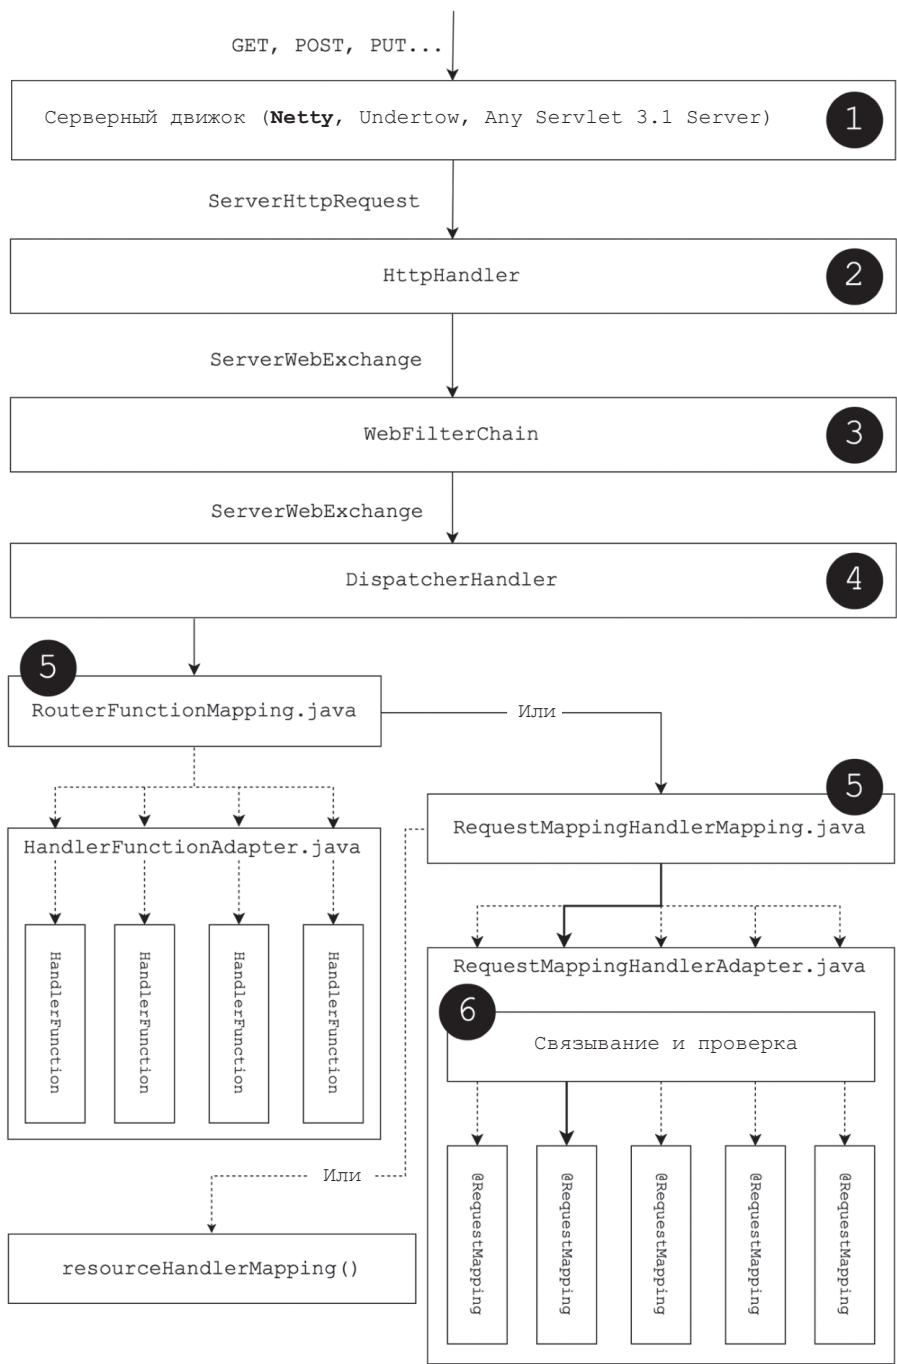 GET, POST, PUT...
Серверный движок (Netty, Undertow, Any Servlet 3.1 Server)
1
ServerHttpRequest
HttpHandler
2
ServerWebExchange
WebFilterChain
3
ServerWebExchange
DispatcherHandler
4
5
RouterFunctionMapping.java
Или
5
RequestMappingHandlerMapping.java
HandlerFunctionAdapter.java
HandlerFunction
HandlerFunction
HandlerFunction
HandlerFunction
RequestMappingHandlerAdapter.java
6
Связывание и проверка
@RequestMapping
@RequestMapping
@RequestMapping
@RequestMapping
@RequestMapping
Или
resourceHandlerMapping()